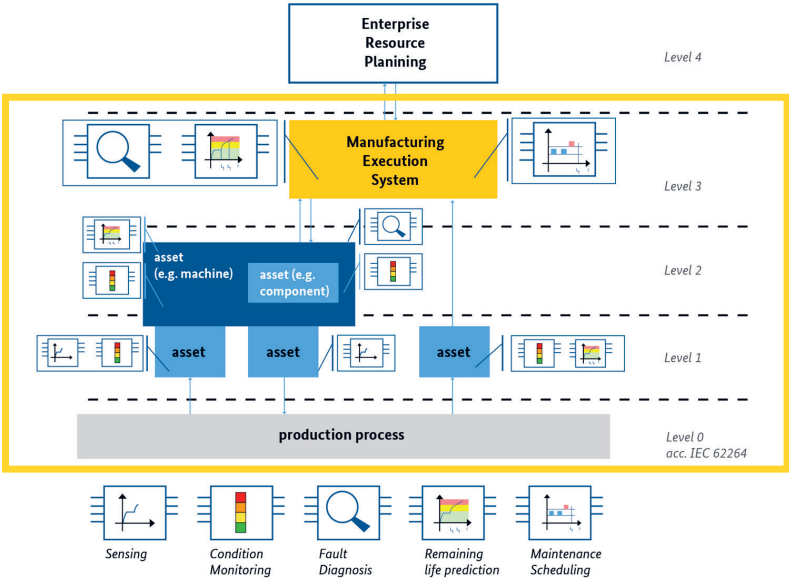 Enterprise
Resource
Planining
Level 4
Manufacturing
Execution
System
Level 3
asset
(e.g. machine)
asset (e.g.
component)
Level 2
asset
asset
asset
Level 1
production process
Level 0
acc. IEC 62264
Sensing
Condition
Monitoring
Fault
Diagnosis
Remaining
life prediction
Maintenance
Scheduling